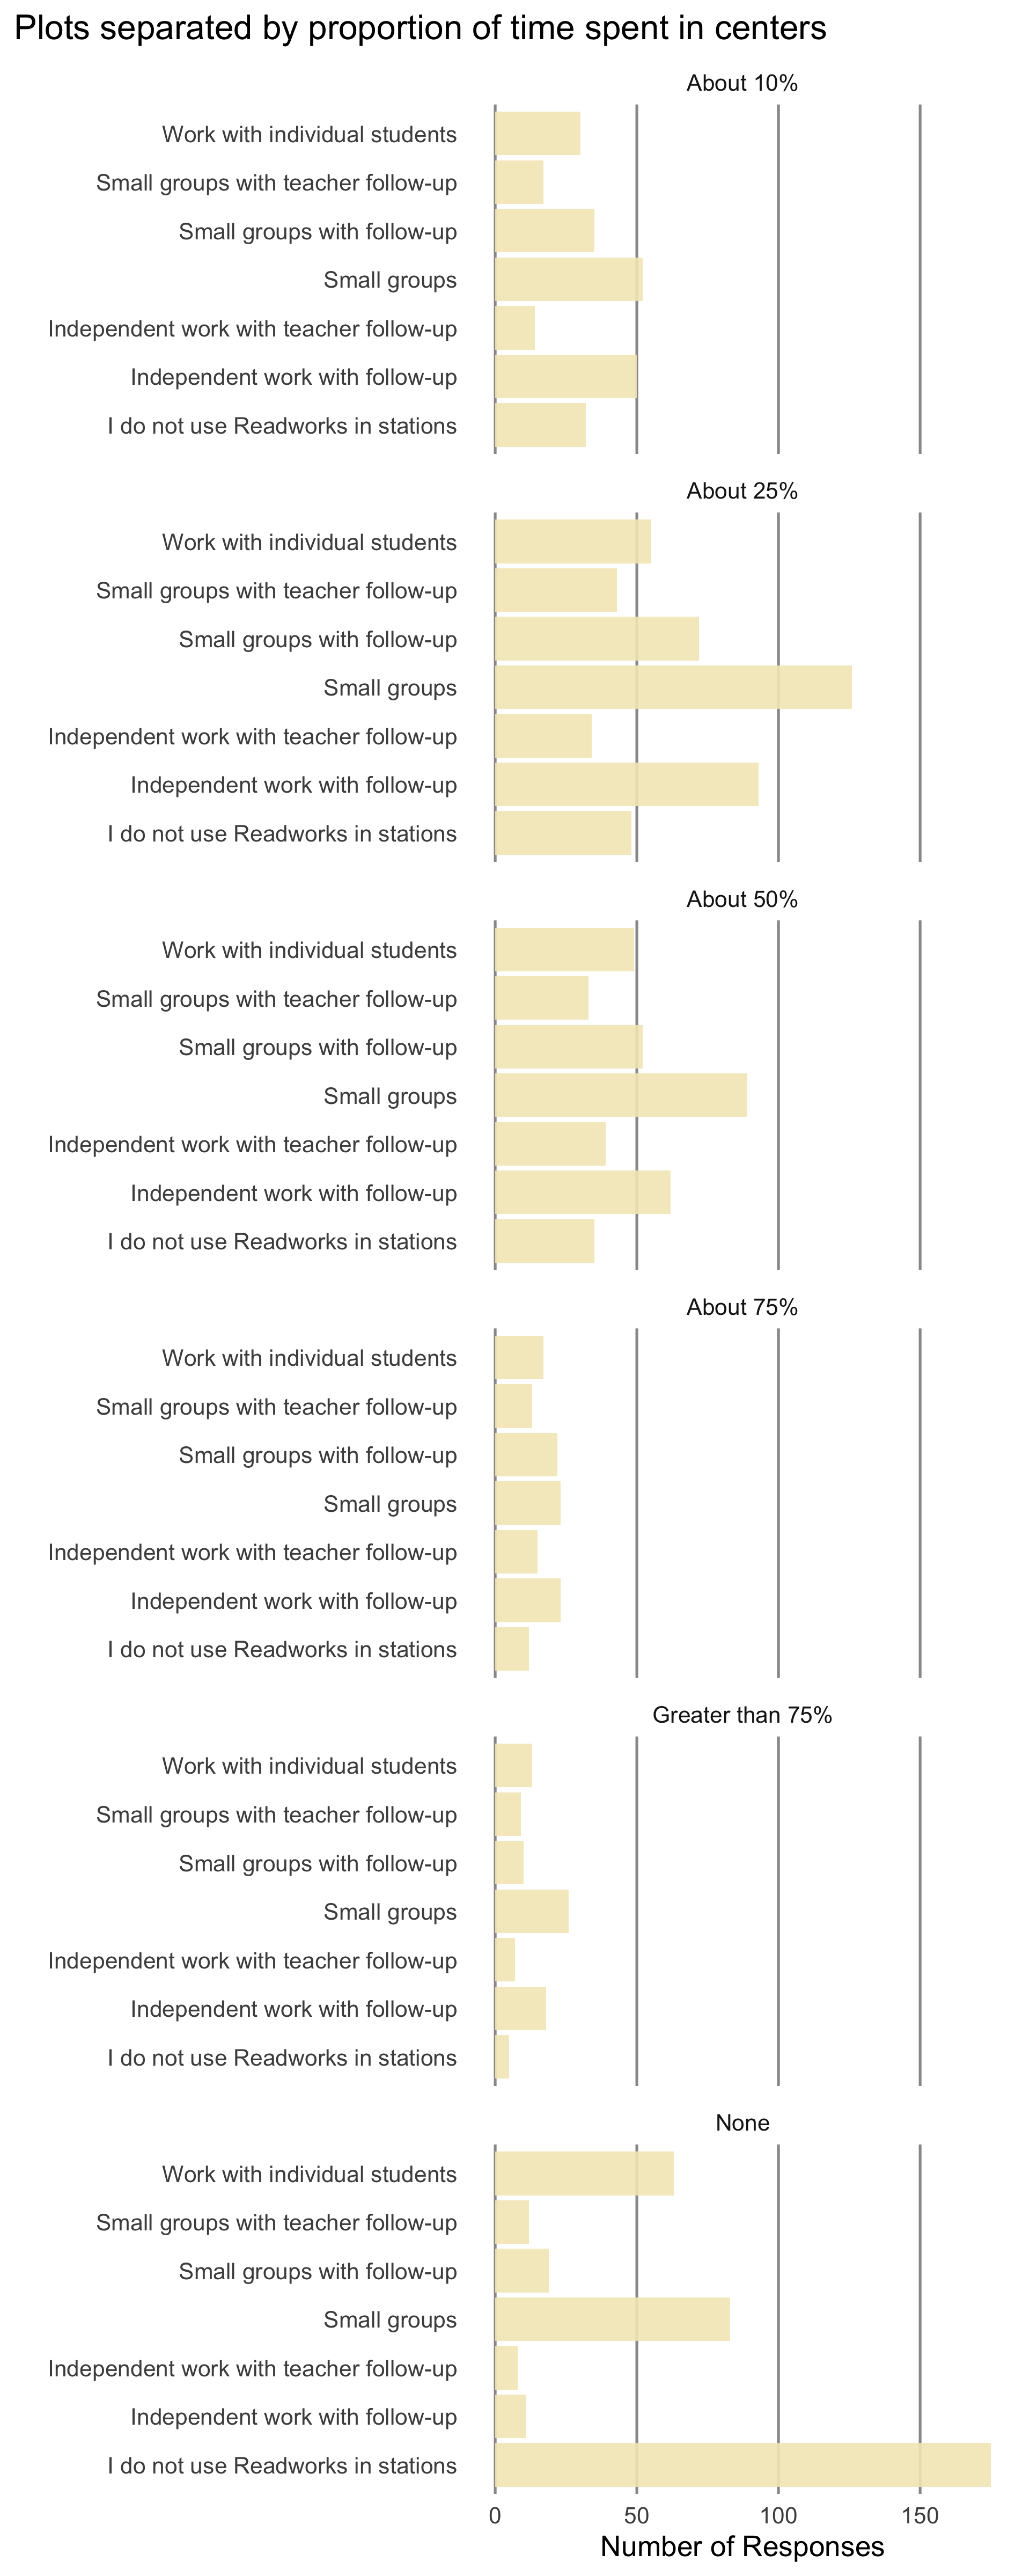 Plots separated by proportion of time spent in centers
About 10%
Work with individual students
Small groups with teacher follow-up
Small groups with follow-up
Small groups
Independent work with teacher follow-up
Independent work with follow-up
I do not use Readworks in stations
About 25%
Work with individual students
Small groups with teacher follow-up
Small groups with follow-up
Small groups
Independent work with teacher follow-up
Independent work with follow-up
I do not use Readworks in stations
About 50%
Work with individual students
Small groups with teacher follow-up
Small groups with follow-up
Small groups
Independent work with teacher follow-up
Independent work with follow-up
I do not use Readworks in stations
About 75%
Work with individual students
Small groups with teacher follow-up
Small groups with follow-up
Small groups
Independent work with teacher follow-up
Independent work with follow-up
I do not use Readworks in stations
Greater than 75%
Work with individual students
Small groups with teacher follow-up
Small groups with follow-up
Small groups
Independent work with teacher follow-up
Independent work with follow-up
I do not use Readworks in stations
None
Work with individual students
Small groups with teacher follow-up
Small groups with follow-up
Small groups
Independent work with teacher follow-up
Independent work with follow-up
I do not use Readworks in stations
0 50 100 150
Number of Responses